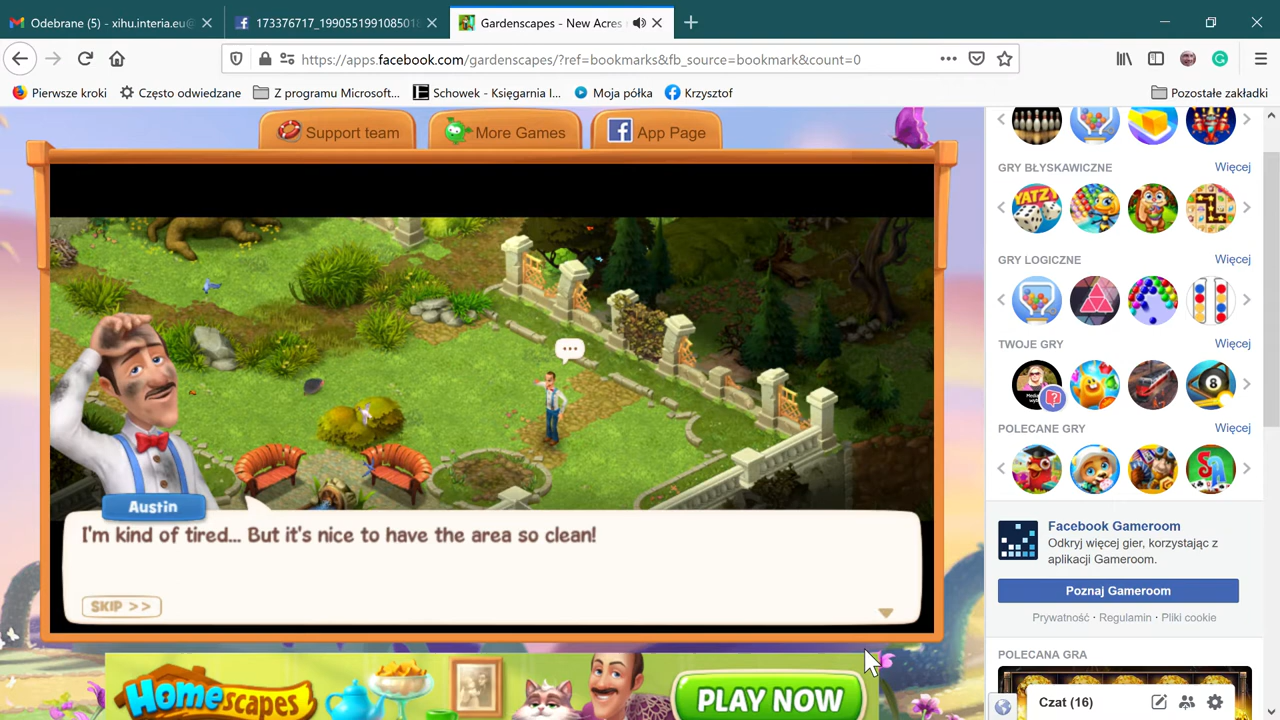 Odebrane (5) - xihu.interia.eu@
173376717_1990551991085018
Gardenscapes - New Acres
https://apps.facebook.com/gardenscapes/?ref=bookmarks&fb_source=bookmark&count=0
Pierwsze kroki
Często odwiedzane
Z programu Microsoft...
Schowek - Księgarnia I...
Moja półka
Krzysztof
Pozostałe zakładki
Support team
More Games
App Page
GRY BŁYSKAWICZNE
Więcej
YATZY
GRY LOGICZNE
Więcej
TWOJE GRY
Więcej
8
POLECANE GRY
Więcej
Austin
I'm kind of tired... But it's nice to have the area so clean!
SKIP >>
Facebook Gameroom
Odkryj więcej gier, korzystając z
aplikacji Gameroom.
Poznaj Gameroom
Prywatność · Regulamin · Pliki cookie
POLECANA GRA
Homescapes
PLAY NOW
Czat (16)